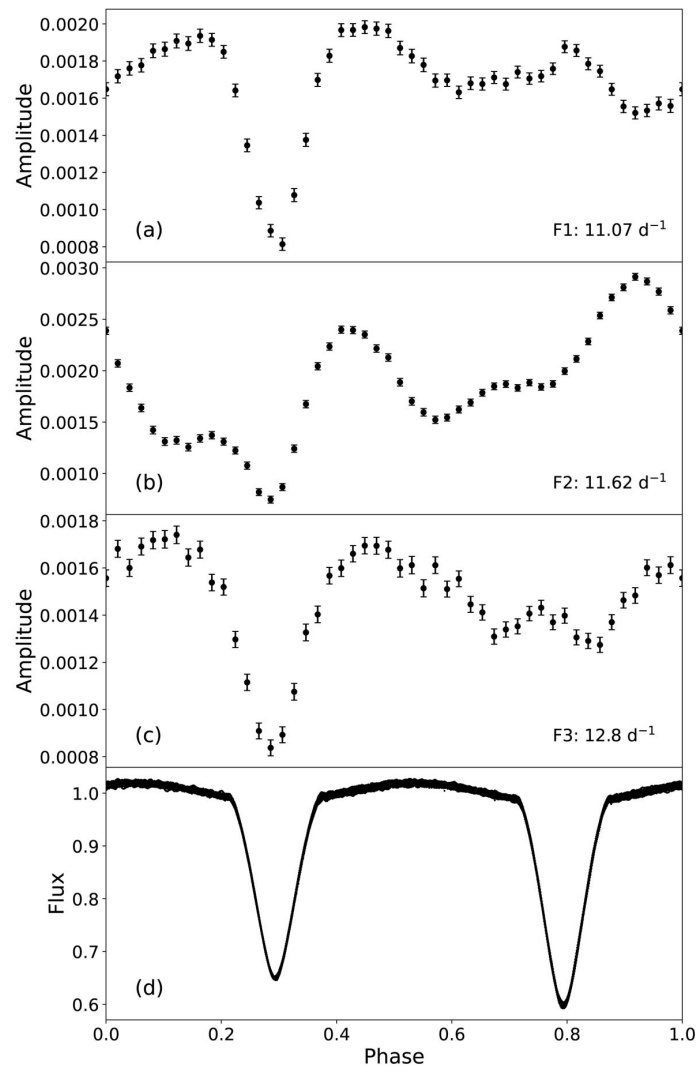 0.0020
0.0018
0.0016
0.0014
0.0012
0.0010
0.0008
Amplitude
(a)
F1: 11.07 d⁻¹
0.0030
0.0025
0.0020
0.0015
0.0010
Amplitude
(b)
F2: 11.62 d⁻¹
0.0018
0.0016
0.0014
0.0012
0.0010
0.0008
Amplitude
(c)
F3: 12.8 d⁻¹
1.0
0.9
0.8
0.7
0.6
Flux
(d)
0.0 0.2 0.4 0.6 0.8 1.0
Phase